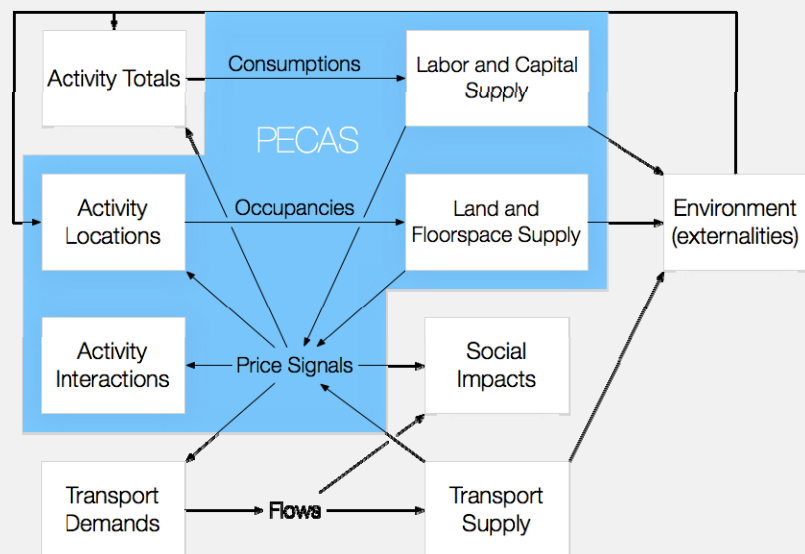 Activity Totals
Consumptions
Labor and Capital
Supply
PECAS
Activity
Locations
Occupancies
Land and
Floorspace Supply
Environment
(externalities)
Activity
Interactions
Price Signals
Social
Impacts
Transport
Demands
Flows
Transport
Supply